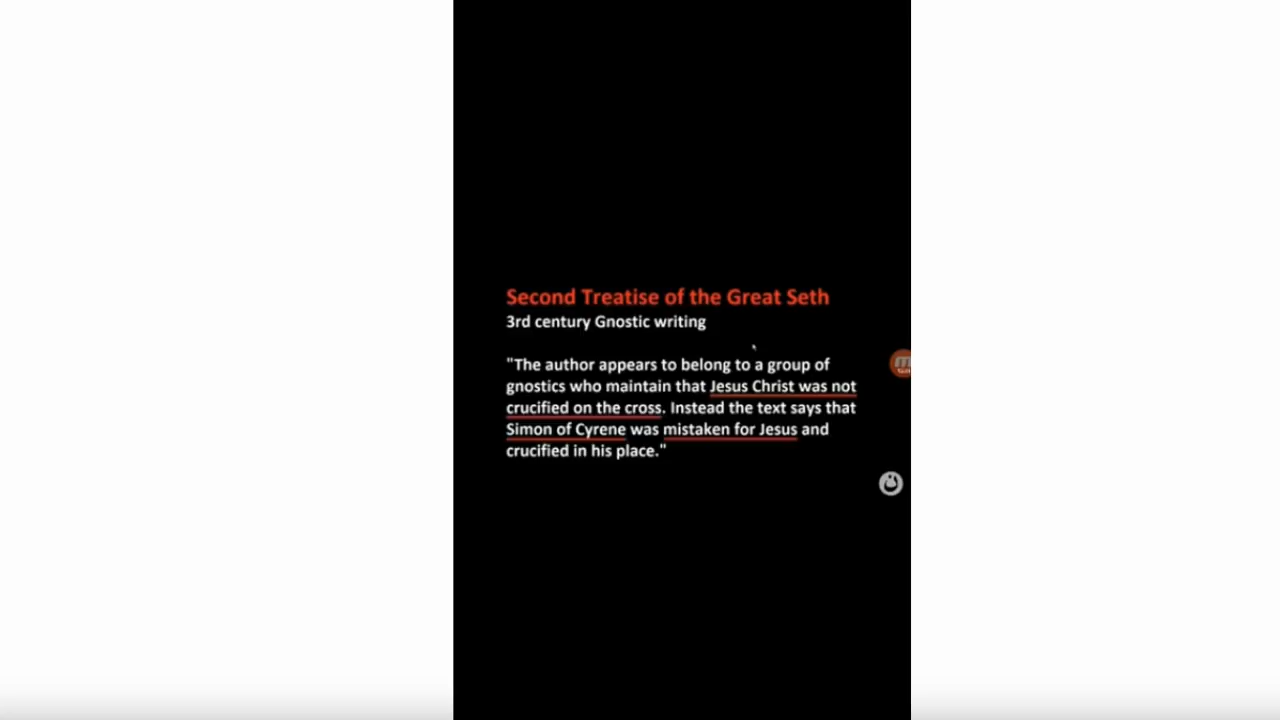 Second Treatise of the Great Seth
3rd century Gnostic writing
"The author appears to belong to a group of
gnostics who maintain that Jesus Christ was not
crucified on the cross. Instead the text says that
Simon of Cyrene was mistaken for Jesus and
crucified in his place."